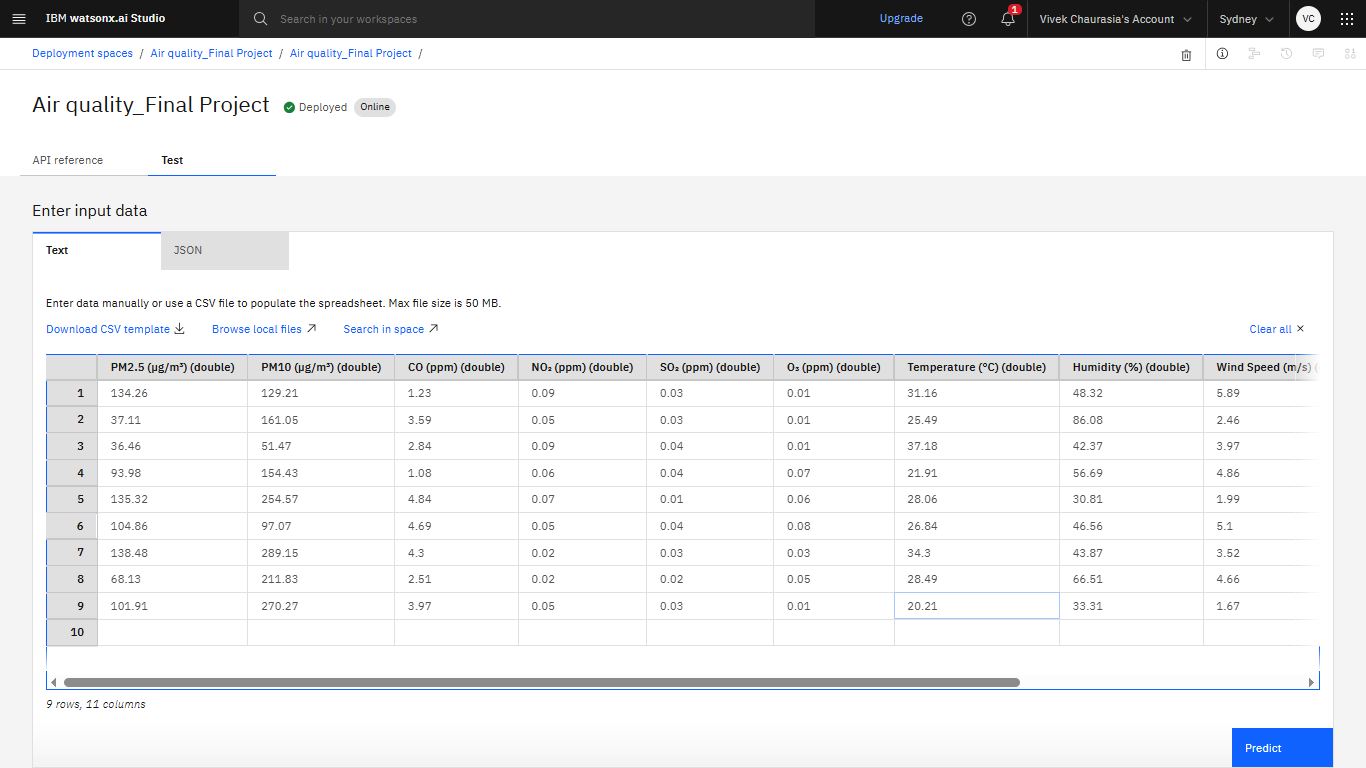 IBM watsonx.ai Studio
Search in your workspaces
Upgrade
1
Vivek Chaurasia's Account
Sydney
VC
Deployment spaces / Air quality_Final Project / Air quality_Final Project /
Air quality_Final Project
Deployed
Online
API reference
Test
Enter input data
Text
JSON
Enter data manually or use a CSV file to populate the spreadsheet. Max file size is 50 MB.
Download CSV template
Browse local files
Search in space
Clear all
PM2.5 (µg/m³) (double) PM10 (µg/m³) (double) CO (ppm) (double) NO₂ (ppm) (double) SO₂ (ppm) (double) O₃ (ppm) (double) Temperature (°C) (double) Humidity (%) (double) Wind Speed (m/s) (
1 134.26 129.21 1.23 0.09 0.03 0.01 31.16 48.32 5.89
2 37.11 161.05 3.59 0.05 0.03 0.01 25.49 86.08 2.46
3 36.46 51.47 2.84 0.09 0.04 0.01 37.18 42.37 3.97
4 93.98 154.43 1.08 0.06 0.04 0.07 21.91 56.69 4.86
5 135.32 254.57 4.84 0.07 0.01 0.06 28.06 30.81 1.99
6 104.86 97.07 4.69 0.05 0.04 0.08 26.84 46.56 5.1
7 138.48 289.15 4.3 0.02 0.03 0.03 34.3 43.87 3.52
8 68.13 211.83 2.51 0.02 0.02 0.05 28.49 66.51 4.66
9 101.91 270.27 3.97 0.05 0.03 0.01 20.21 33.31 1.67
10
9 rows, 11 columns
Predict